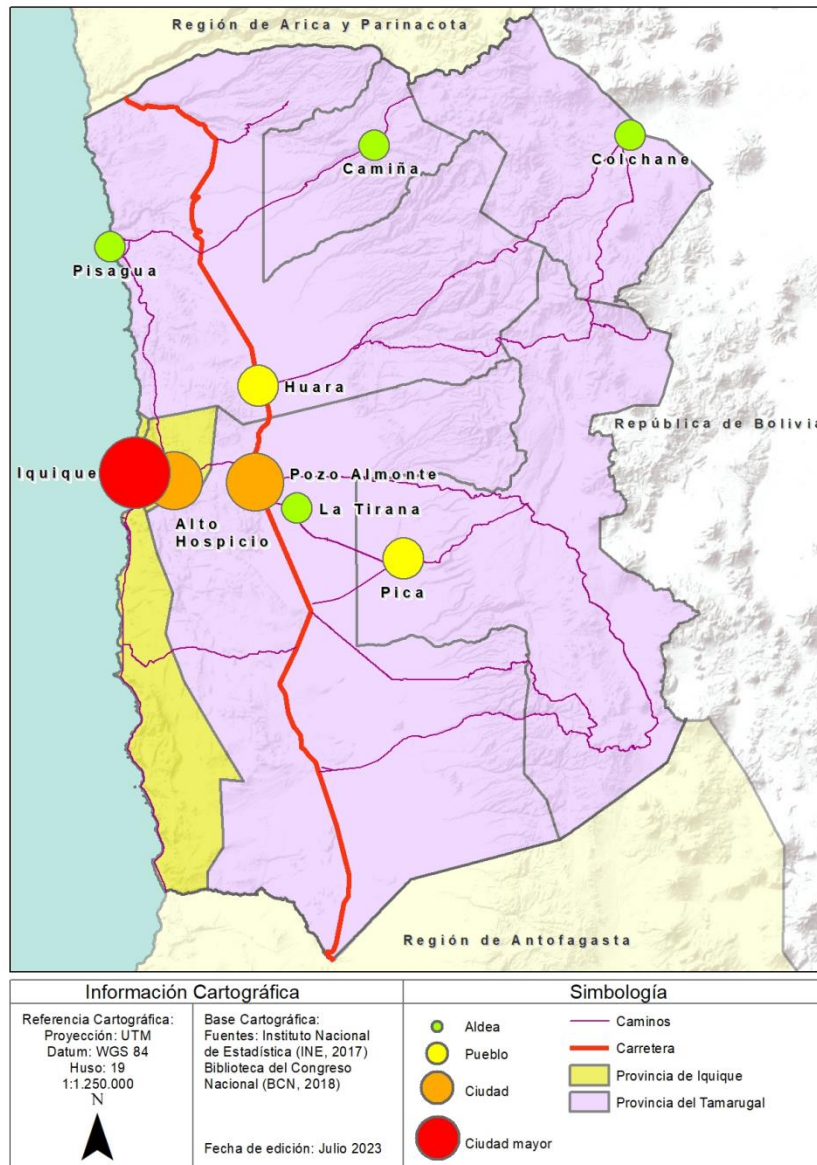 Región de Arica y Parinacota
Camiña
Colchane
Pisagua
Huara
República de Bolivia
Iquique
Pozo Almonte
La Tirana
Alto
Hospicio
Pica
Región de Antofagasta
Información Cartográfica
Referencia Cartográfica:
Proyección: UTM
Datum: WGS 84
Huso: 19
1:1.250.000
N
Base Cartográfica:
Fuentes: Instituto Nacional
de Estadística (INE, 2017)
Biblioteca del Congreso
Nacional (BCN, 2018)
Fecha de edición: Julio 2023
Simbología
Aldea
Pueblo
Ciudad
Ciudad mayor
Caminos
Carretera
Provincia de Iquique
Provincia del Tamarugal